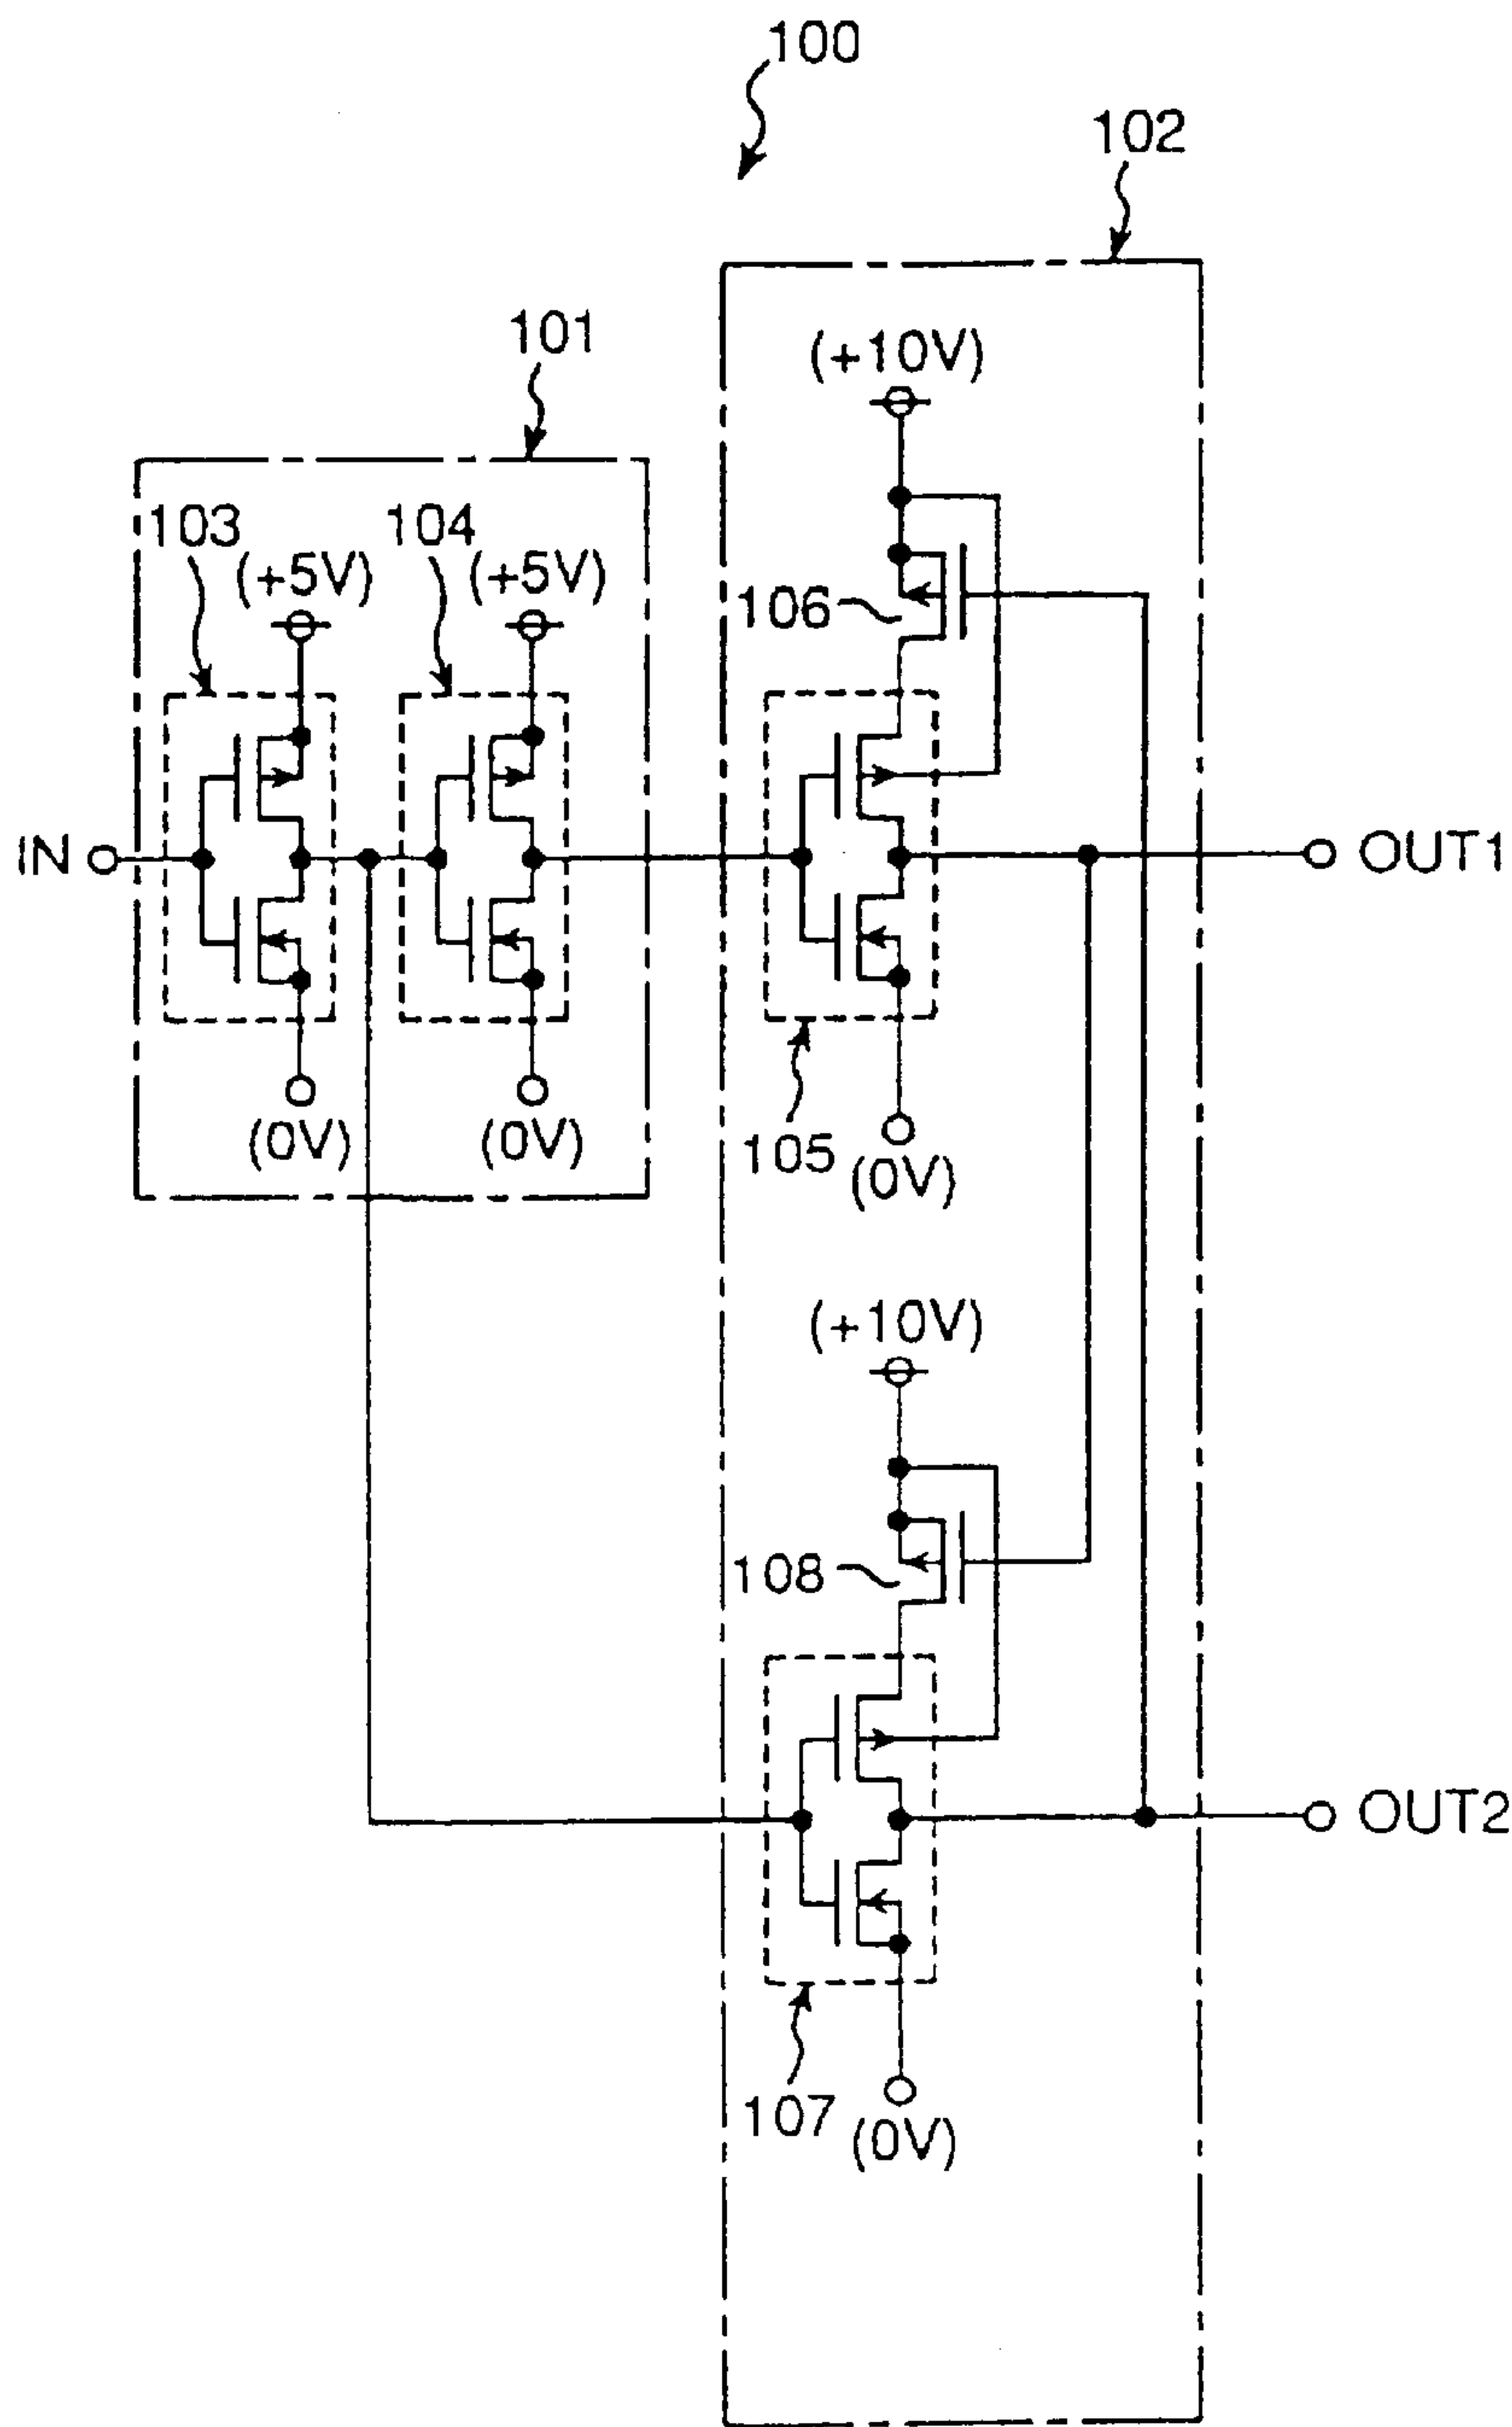 100
102
101
(+10V)
103
104
(+5V)
(+5V)
106
IN
OUT1
(0V)
(0V)
105
(0V)
(+10V)
108
OUT2
107
(0V)